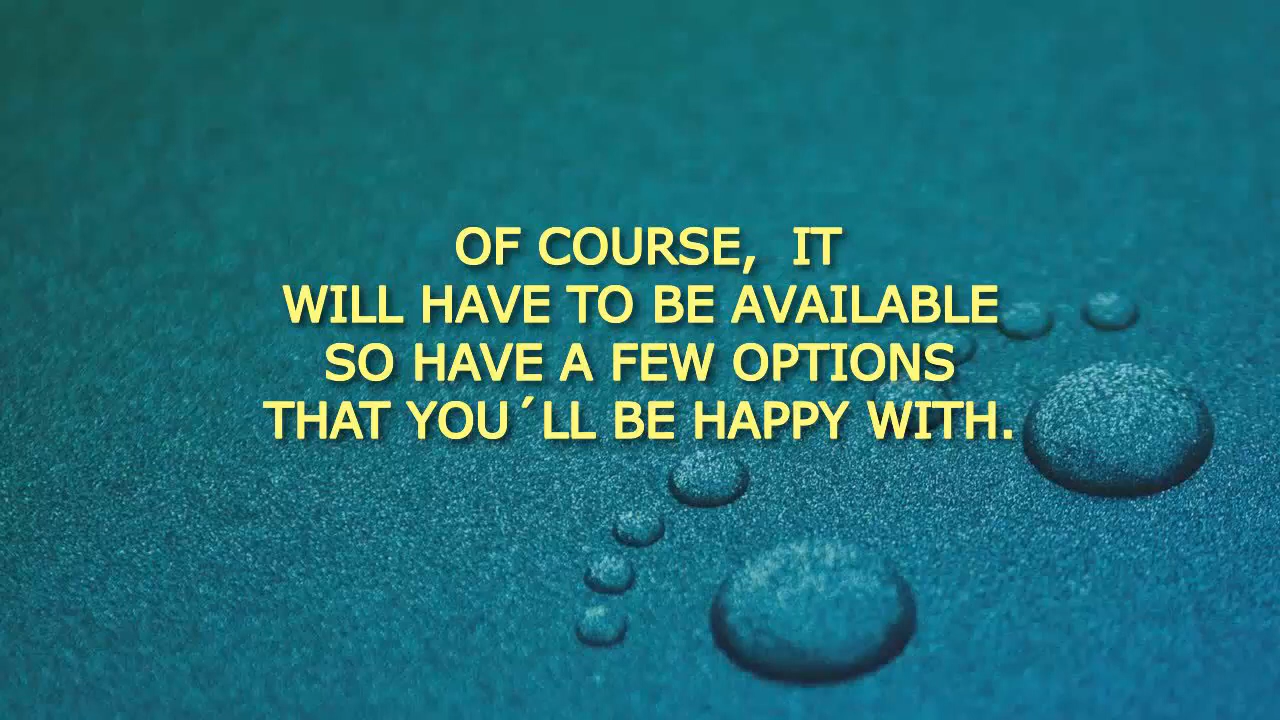 OF COURSE,  IT
WILL HAVE TO BE AVAILABLE
SO HAVE A FEW OPTIONS
THAT YOU´LL BE HAPPY WITH.